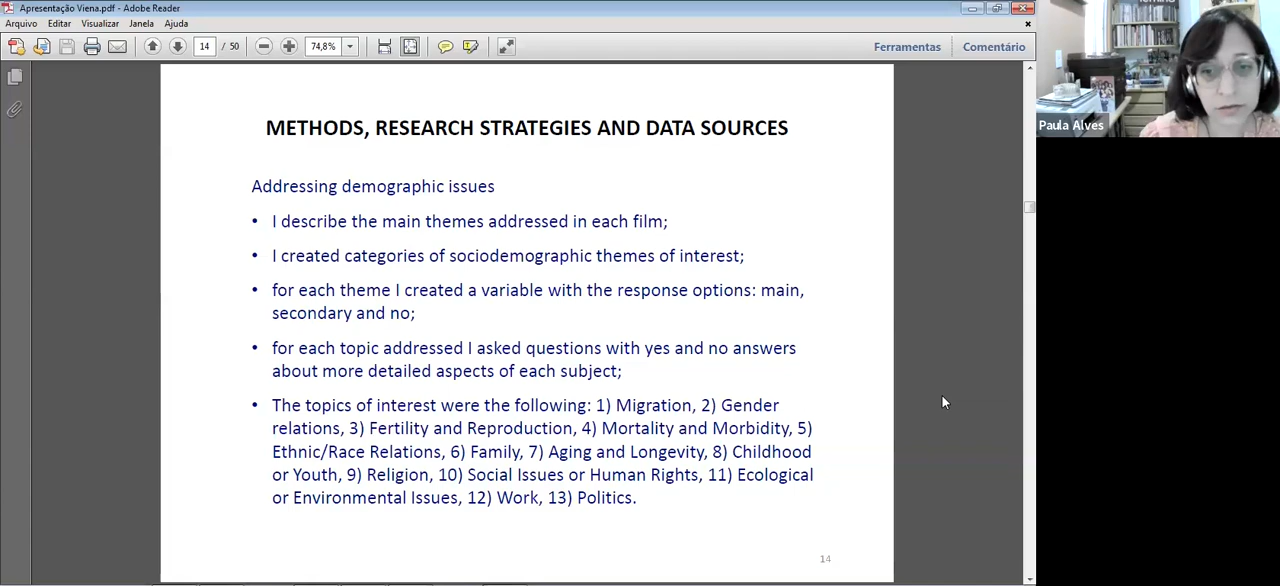 Apresentação Viena.pdf - Adobe Reader
Arquivo Editar Visualizar Janela Ajuda
14 / 50 74,8% Ferramentas Comentário
METHODS, RESEARCH STRATEGIES AND DATA SOURCES
Addressing demographic issues
• I describe the main themes addressed in each film;
• I created categories of sociodemographic themes of interest;
• for each theme I created a variable with the response options: main,
secondary and no;
• for each topic addressed I asked questions with yes and no answers
about more detailed aspects of each subject;
• The topics of interest were the following: 1) Migration, 2) Gender
relations, 3) Fertility and Reproduction, 4) Mortality and Morbidity, 5)
Ethnic/Race Relations, 6) Family, 7) Aging and Longevity, 8) Childhood
or Youth, 9) Religion, 10) Social Issues or Human Rights, 11) Ecological
or Environmental Issues, 12) Work, 13) Politics.
14
Paula Alves